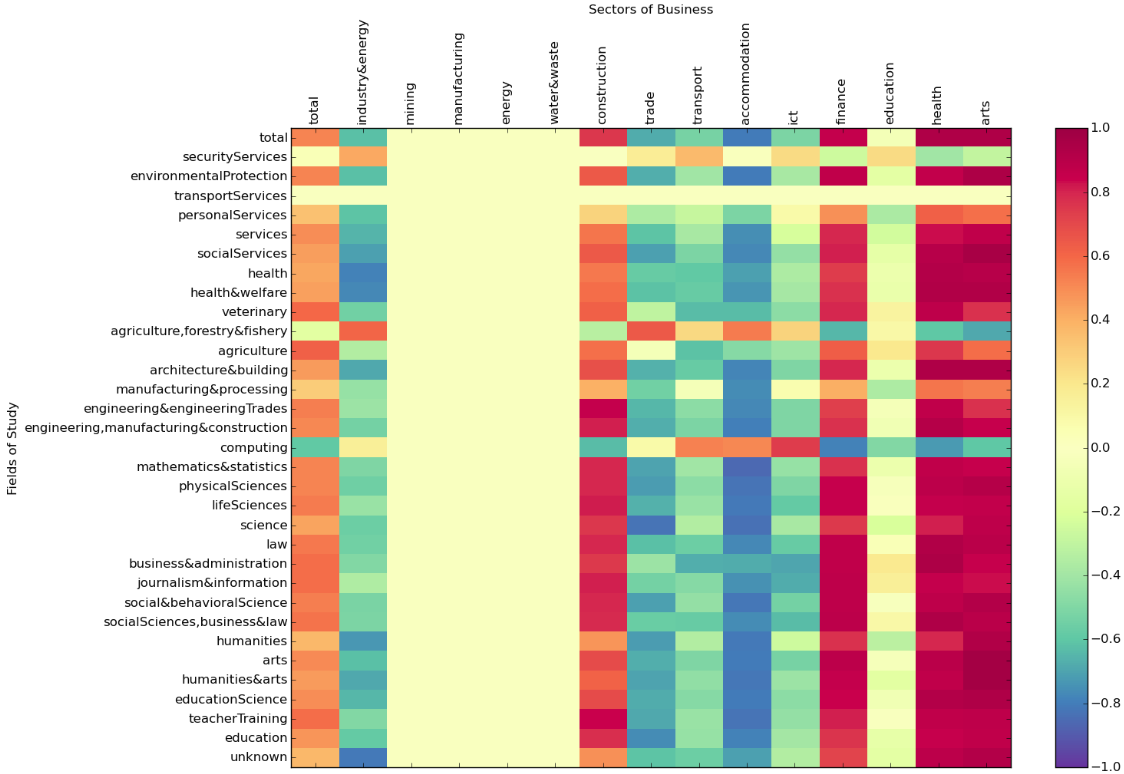 Sectors of Business
total
industry&energy
mining
manufacturing
energy
water&waste
construction
trade
transport
accommodation
ict
finance
education
health
arts
Fields of Study
total
securityServices
environmentalProtection
transportServices
personalServices
services
socialServices
health
health&welfare
veterinary
agriculture,forestry&fishery
agriculture
architecture&building
manufacturing&processing
engineering&engineeringTrades
engineering,manufacturing&construction
computing
mathematics&statistics
physicalSciences
lifeSciences
science
law
business&administration
journalism&information
social&behavioralScience
socialSciences,business&law
humanities
arts
humanities&arts
educationScience
teacherTraining
education
unknown
1.0
0.8
0.6
0.4
0.2
0.0
−0.2
−0.4
−0.6
−0.8
−1.0